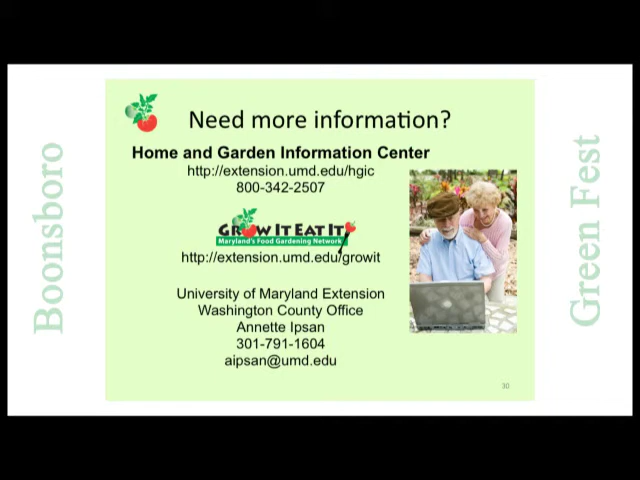 Boonsboro
Need more information?
Home and Garden Information Center
http://extension.umd.edu/hgic
800-342-2507
GROW IT EAT IT
Maryland's Food Gardening Network
http://extension.umd.edu/growit
University of Maryland Extension
Washington County Office
Annette Ipsan
301-791-1604
aipsan@umd.edu
30
Green Fest